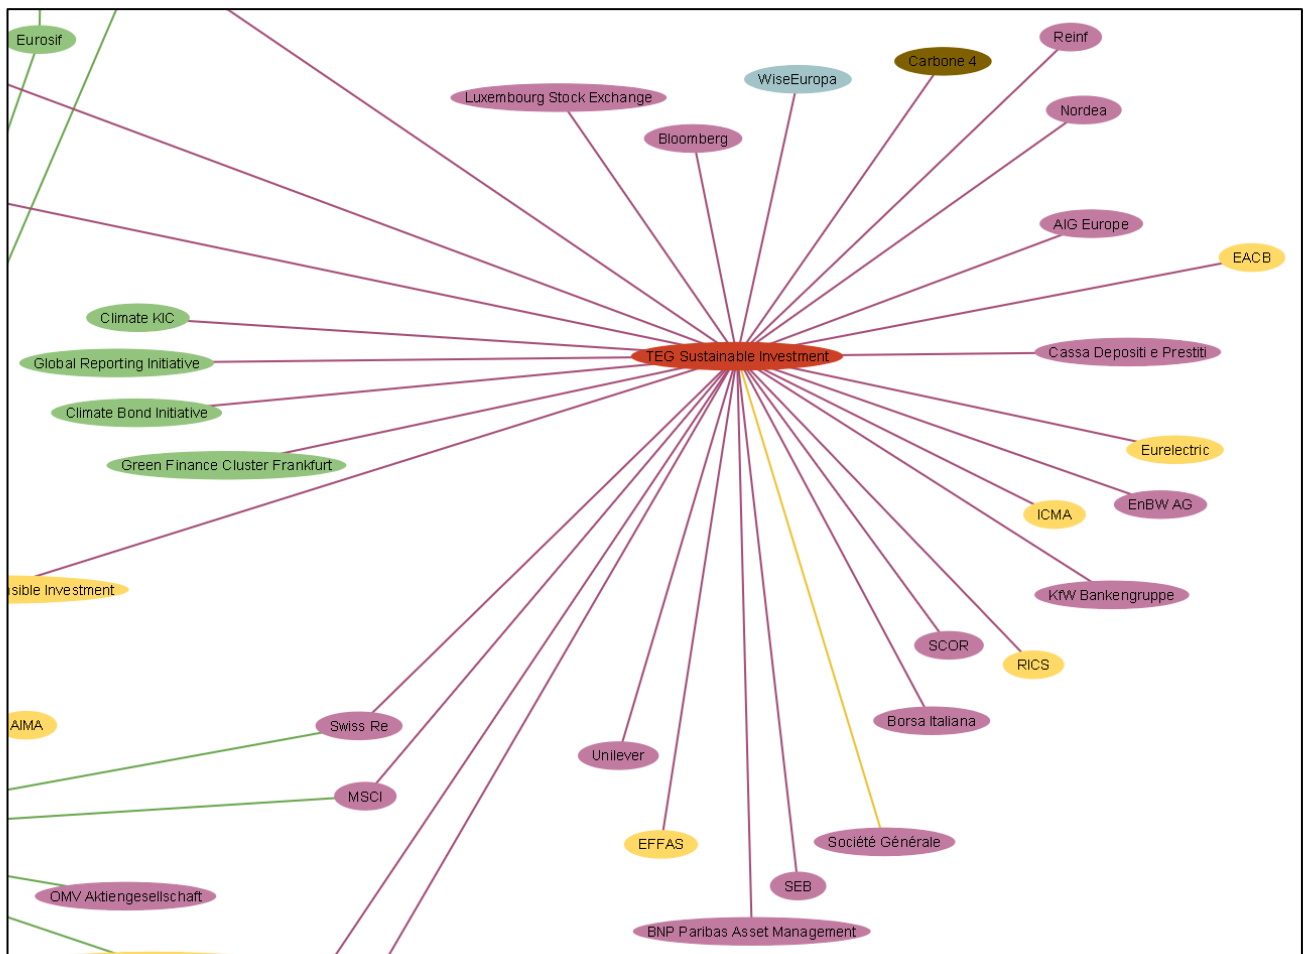 Eurosif
Reinf
Carbone 4
WiseEuropa
Luxembourg Stock Exchange
Nordea
Bloomberg
AIG Europe
EACB
Climate KIC
TEG Sustainable Investment
Cassa Depositi e Prestiti
Global Reporting Initiative
Climate Bond Initiative
Eurelectric
Green Finance Cluster Frankfurt
EnBW AG
ICMA
nsible Investment
KfW Bankengruppe
SCOR
RICS
AIMA
Swiss Re
Borsa Italiana
Unilever
MSCI
EFFAS
Société Générale
SEB
OMV Aktiengesellschaft
BNP Paribas Asset Management